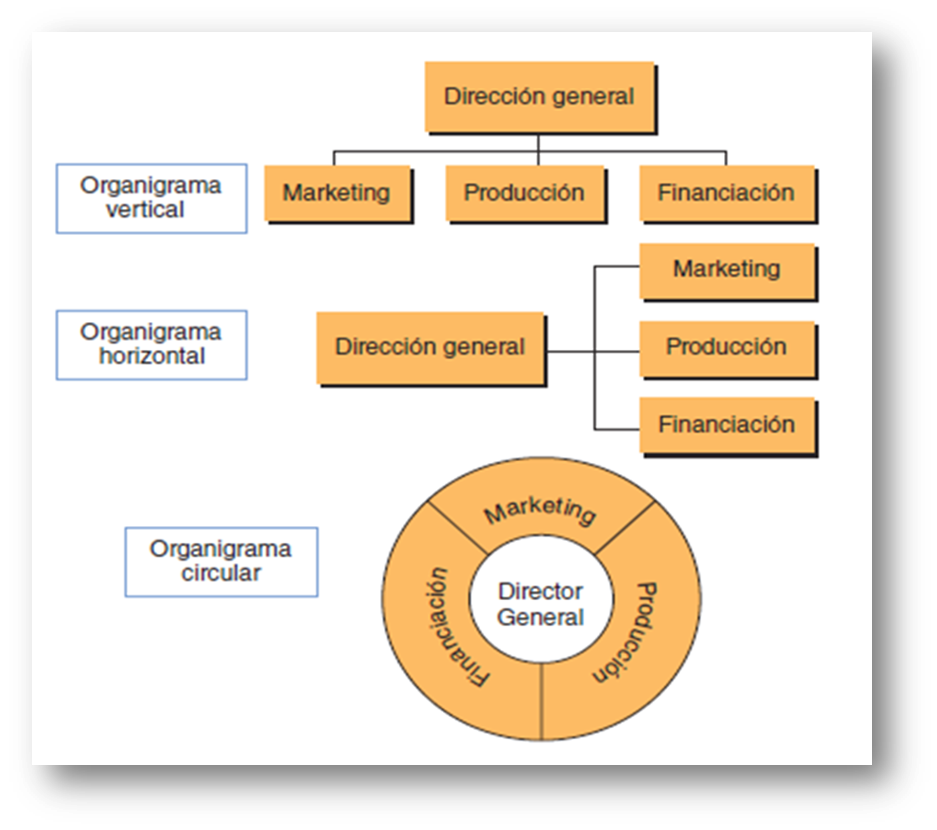 Dirección general
Organigrama
vertical
Marketing
Producción
Financiación
Marketing
Organigrama
horizontal
Dirección general
Producción
Financiación
Marketing
Organigrama
circular
Financiación
Director
General
Producción